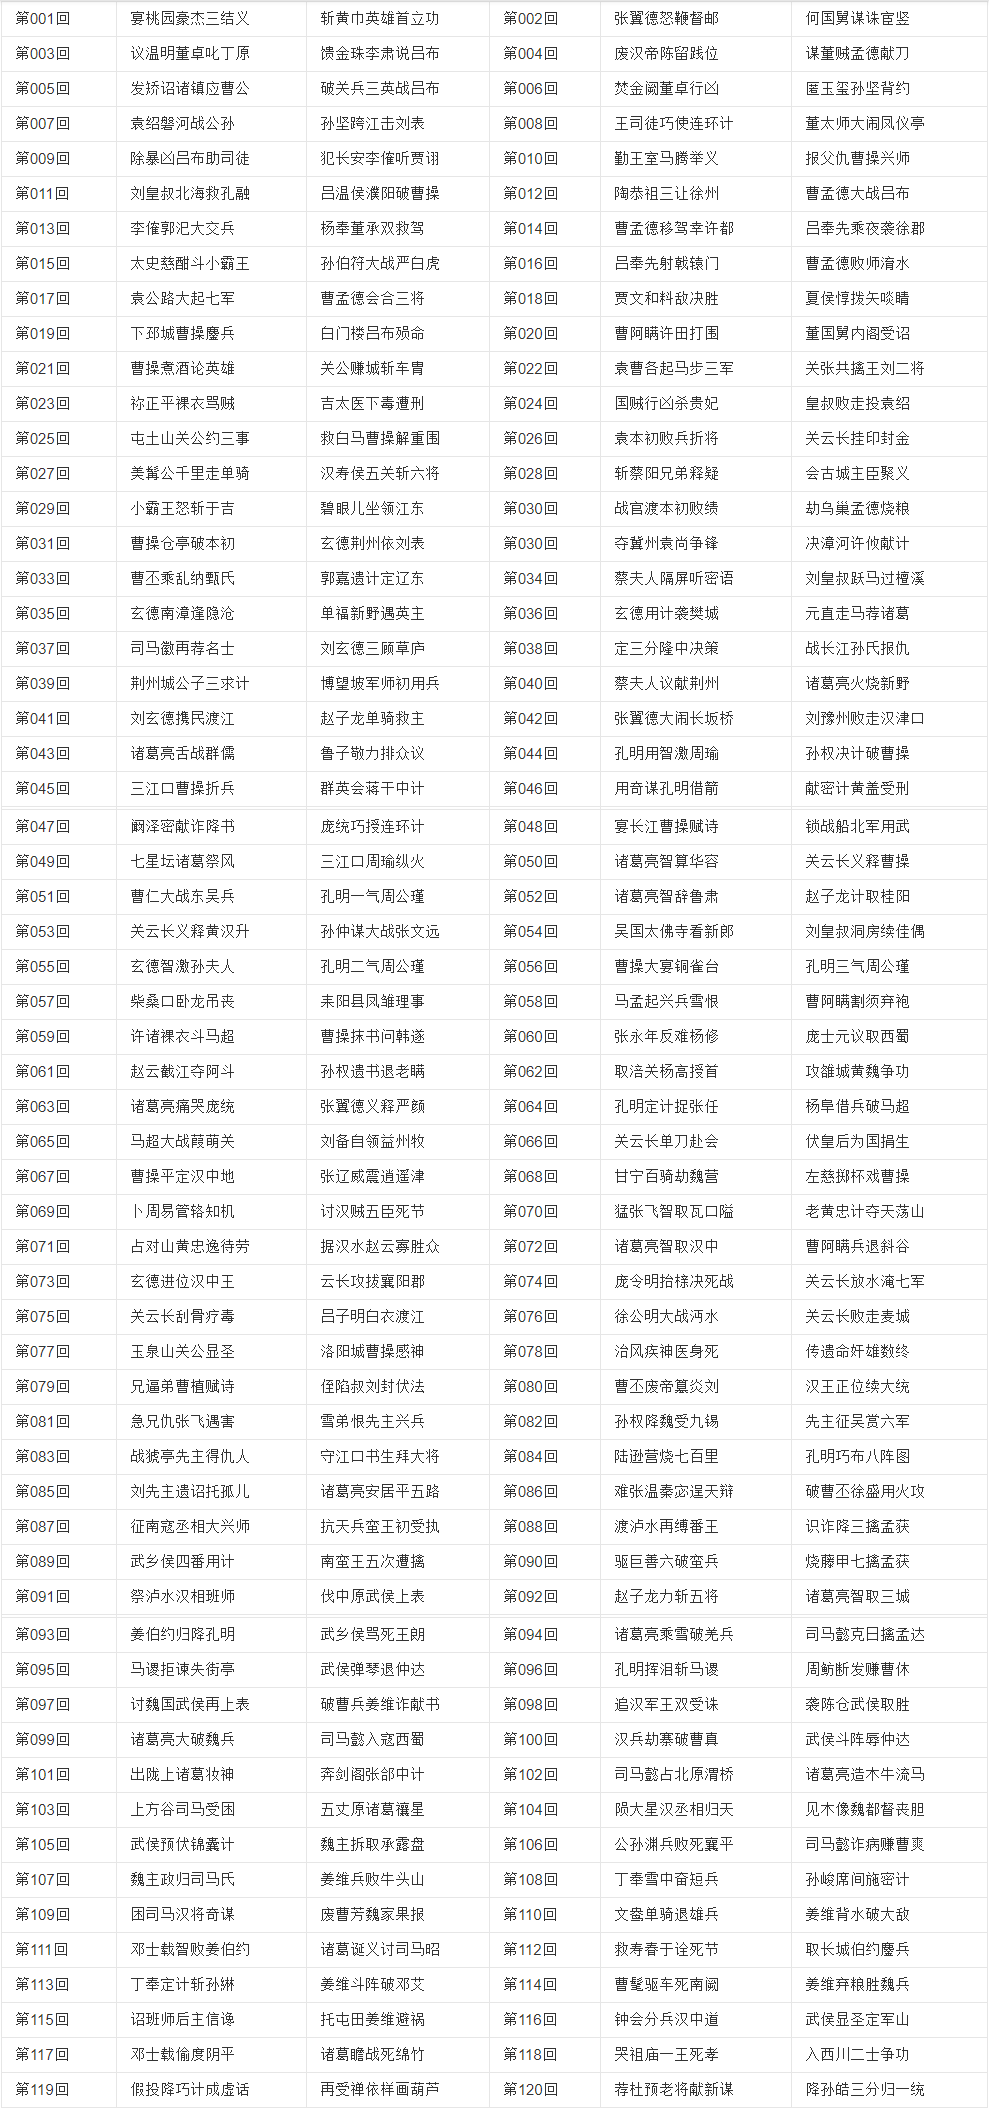 第001回 宴桃园豪杰三结义 斩黄巾英雄首立功 第002回 张翼德怒鞭督邮 何国舅谋诛宦竖
第003回 议温明董卓叱丁原 馈金珠李肃说吕布 第004回 废汉帝陈留践位 谋董贼孟德献刀
第005回 发矫诏诸镇应曹公 破关兵三英战吕布 第006回 焚金阙董卓行凶 匿玉玺孙坚背约
第007回 袁绍磐河战公孙 孙坚跨江击刘表 第008回 王司徒巧使连环计 董太师大闹凤仪亭
第009回 除暴凶吕布助司徒 犯长安李傕听贾诩 第010回 勤王室马腾举义 报父仇曹操兴师
第011回 刘皇叔北海救孔融 吕温侯濮阳破曹操 第012回 陶恭祖三让徐州 曹孟德大战吕布
第013回 李傕郭汜大交兵 杨奉董承双救驾 第014回 曹孟德移驾幸许都 吕奉先乘夜袭徐郡
第015回 太史慈酣斗小霸王 孙伯符大战严白虎 第016回 吕奉先射戟辕门 曹孟德败师淯水
第017回 袁公路大起七军 曹孟德会合三将 第018回 贾文和料敌决胜 夏侯惇拨矢啖睛
第019回 下邳城曹操鏖兵 白门楼吕布殒命 第020回 曹阿瞒许田打围 董国舅内阁受诏
第021回 曹操煮酒论英雄 关公赚城斩车胄 第022回 袁曹各起马步三军 关张共擒王刘二将
第023回 祢正平裸衣骂贼 吉太医下毒遭刑 第024回 国贼行凶杀贵妃 皇叔败走投袁绍
第025回 屯土山关公约三事 救白马曹操解重围 第026回 袁本初败兵折将 关云长挂印封金
第027回 美髯公千里走单骑 汉寿侯五关斩六将 第028回 斩蔡阳兄弟释疑 会古城主臣聚义
第029回 小霸王怒斩于吉 碧眼儿坐领江东 第030回 战官渡本初败绩 劫乌巢孟德烧粮
第031回 曹操仓亭破本初 玄德荆州依刘表 第030回 夺冀州袁尚争锋 决漳河许攸献计
第033回 曹丕乘乱纳甄氏 郭嘉遗计定辽东 第034回 蔡夫人隔屏听密语 刘皇叔跃马过檀溪
第035回 玄德南漳逢隐沧 单福新野遇英主 第036回 玄德用计袭樊城 元直走马荐诸葛
第037回 司马徽再荐名士 刘玄德三顾草庐 第038回 定三分隆中决策 战长江孙氏报仇
第039回 荆州城公子三求计 博望坡军师初用兵 第040回 蔡夫人议献荆州 诸葛亮火烧新野
第041回 刘玄德携民渡江 赵子龙单骑救主 第042回 张翼德大闹长坂桥 刘豫州败走汉津口
第043回 诸葛亮舌战群儒 鲁子敬力排众议 第044回 孔明用智激周瑜 孙权决计破曹操
第045回 三江口曹操折兵 群英会蒋干中计 第046回 用奇谋孔明借箭 献密计黄盖受刑
第047回 阚泽密献诈降书 庞统巧授连环计 第048回 宴长江曹操赋诗 锁战船北军用武
第049回 七星坛诸葛祭风 三江口周瑜纵火 第050回 诸葛亮智算华容 关云长义释曹操
第051回 曹仁大战东吴兵 孔明一气周公瑾 第052回 诸葛亮智辞鲁肃 赵子龙计取桂阳
第053回 关云长义释黄汉升 孙仲谋大战张文远 第054回 吴国太佛寺看新郎 刘皇叔洞房续佳偶
第055回 玄德智激孙夫人 孔明二气周公瑾 第056回 曹操大宴铜雀台 孔明三气周公瑾
第057回 柴桑口卧龙吊丧 耒阳县凤雏理事 第058回 马孟起兴兵雪恨 曹阿瞒割须弃袍
第059回 许诸裸衣斗马超 曹操抹书问韩遂 第060回 张永年反难杨修 庞士元议取西蜀
第061回 赵云截江夺阿斗 孙权遗书退老瞒 第062回 取涪关杨高授首 攻雒城黄魏争功
第063回 诸葛亮痛哭庞统 张翼德义释严颜 第064回 孔明定计捉张任 杨阜借兵破马超
第065回 马超大战葭萌关 刘备自领益州牧 第066回 关云长单刀赴会 伏皇后为国捐生
第067回 曹操平定汉中地 张辽威震逍遥津 第068回 甘宁百骑劫魏营 左慈掷杯戏曹操
第069回 卜周易管辂知机 讨汉贼五臣死节 第070回 猛张飞智取瓦口隘 老黄忠计夺天荡山
第071回 占对山黄忠逸待劳 据汉水赵云寡胜众 第072回 诸葛亮智取汉中 曹阿瞒兵退斜谷
第073回 玄德进位汉中王 云长攻拔襄阳郡 第074回 庞令明抬榇决死战 关云长放水淹七军
第075回 关云长刮骨疗毒 吕子明白衣渡江 第076回 徐公明大战沔水 关云长败走麦城
第077回 玉泉山关公显圣 洛阳城曹操感神 第078回 治风疾神医身死 传遗命奸雄数终
第079回 兄逼弟曹植赋诗 侄陷叔刘封伏法 第080回 曹丕废帝篡炎刘 汉王正位续大统
第081回 急兄仇张飞遇害 雪弟恨先主兴兵 第082回 孙权降魏受九锡 先主征吴赏六军
第083回 战猇亭先主得仇人 守江口书生拜大将 第084回 陆逊营烧七百里 孔明巧布八阵图
第085回 刘先主遗诏托孤儿 诸葛亮安居平五路 第086回 难张温秦宓逞天辩 破曹丕徐盛用火攻
第087回 征南寇丞相大兴师 抗天兵蛮王初受执 第088回 渡泸水再缚番王 识诈降三擒孟获
第089回 武乡侯四番用计 南蛮王五次遭擒 第090回 驱巨善六破蛮兵 烧藤甲七擒孟获
第091回 祭泸水汉相班师 伐中原武侯上表 第092回 赵子龙力斩五将 诸葛亮智取三城
第093回 姜伯约归降孔明 武乡侯骂死王朗 第094回 诸葛亮乘雪破羌兵 司马懿克日擒孟达
第095回 马谡拒谏失街亭 武侯弹琴退仲达 第096回 孔明挥泪斩马谡 周鲂断发赚曹休
第097回 讨魏国武侯再上表 破曹兵姜维诈献书 第098回 追汉军王双受诛 袭陈仓武侯取胜
第099回 诸葛亮大破魏兵 司马懿入寇西蜀 第100回 汉兵劫寨破曹真 武侯斗阵辱仲达
第101回 出陇上诸葛妆神 奔剑阁张郃中计 第102回 司马懿占北原渭桥 诸葛亮造木牛流马
第103回 上方谷司马受困 五丈原诸葛禳星 第104回 陨大星汉丞相归天 见木像魏都督丧胆
第105回 武侯预伏锦囊计 魏主拆取承露盘 第106回 公孙渊兵败死襄平 司马懿诈病赚曹爽
第107回 魏主政归司马氏 姜维兵败牛头山 第108回 丁奉雪中奋短兵 孙峻席间施密计
第109回 困司马汉将奇谋 废曹芳魏家果报 第110回 文鸯单骑退雄兵 姜维背水破大敌
第111回 邓士载智败姜伯约 诸葛诞义讨司马昭 第112回 救寿春于诠死节 取长城伯约鏖兵
第113回 丁奉定计斩孙綝 姜维斗阵破邓艾 第114回 曹髦驱车死南阙 姜维弃粮胜魏兵
第115回 诏班师后主信谗 托屯田姜维避祸 第116回 钟会分兵汉中道 武侯显圣定军山
第117回 邓士载偷度阴平 诸葛瞻战死绵竹 第118回 哭祖庙一王死孝 入西川二士争功
第119回 假投降巧计成虚话 再受禅依样画葫芦 第120回 荐杜预老将献新谋 降孙皓三分归一统